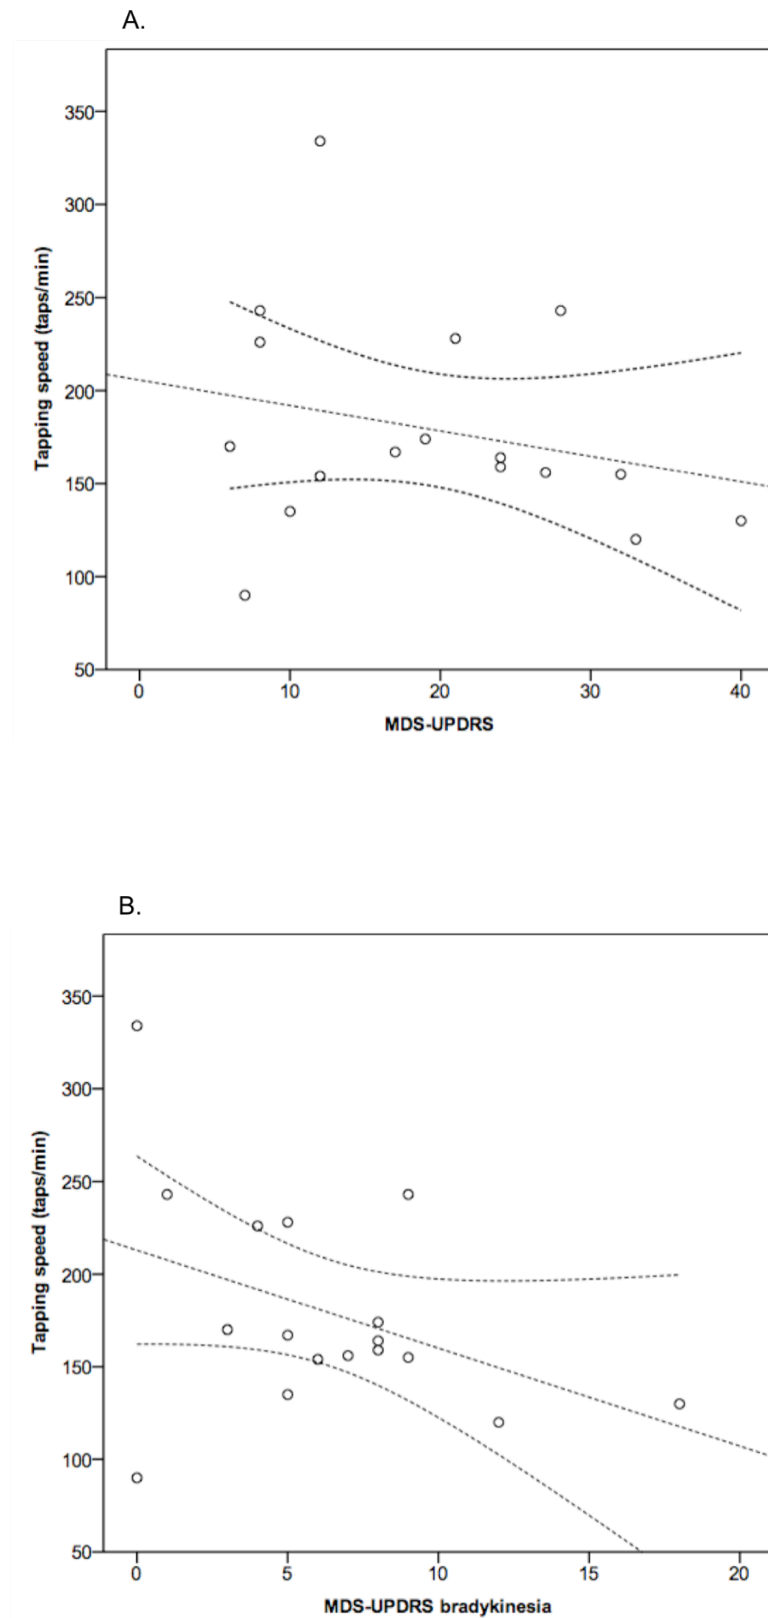 A.
350
300
250
200
150
100
50
Tapping speed (taps/min)
0 10 20 30 40
MDS-UPDRS
B.
350
300
250
200
150
100
50
Tapping speed (taps/min)
0 5 10 15 20
MDS-UPDRS bradykinesia